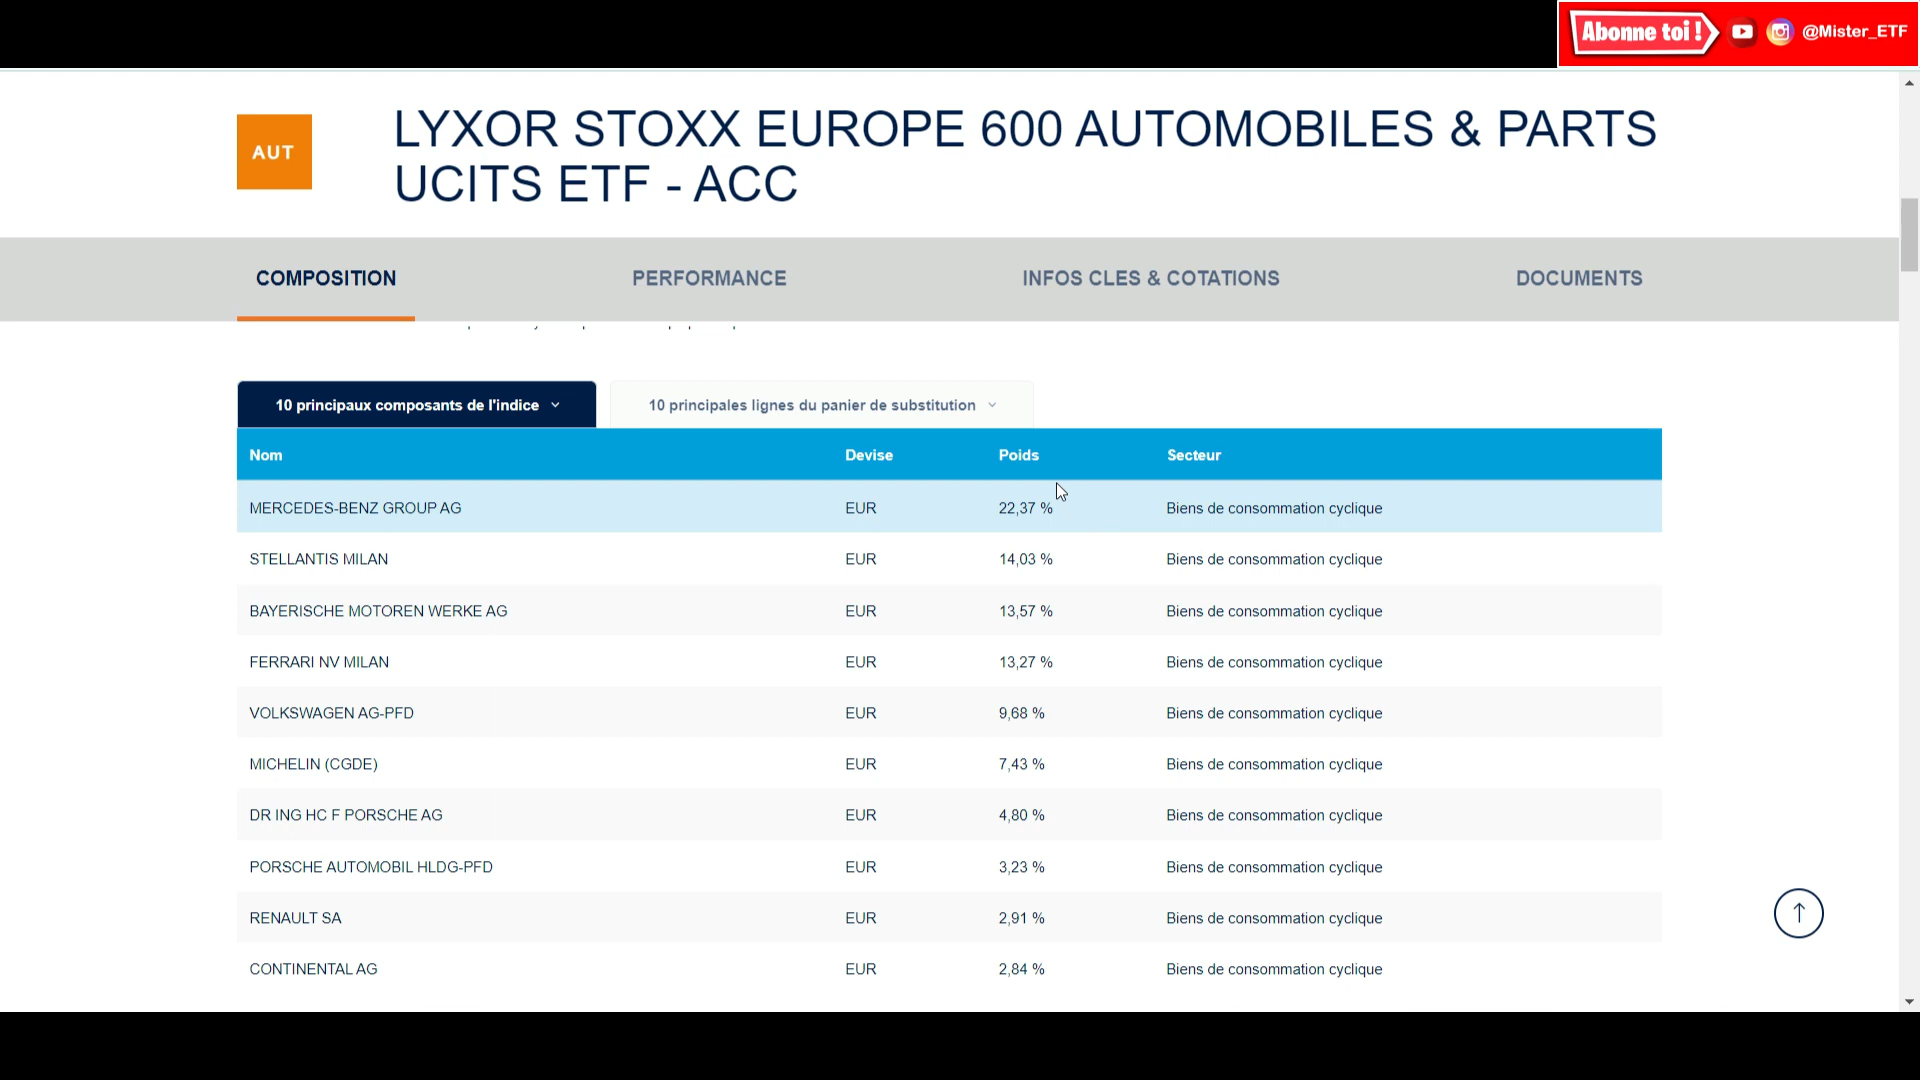 Abonne toi !
@Mister_ETF
AUT
LYXOR STOXX EUROPE 600 AUTOMOBILES & PARTS
UCITS ETF - ACC
COMPOSITION
PERFORMANCE
INFOS CLES & COTATIONS
DOCUMENTS
10 principaux composants de l'indice
10 principales lignes du panier de substitution
Nom Devise Poids Secteur
MERCEDES-BENZ GROUP AG EUR 22,37 % Biens de consommation cyclique
STELLANTIS MILAN EUR 14,03 % Biens de consommation cyclique
BAYERISCHE MOTOREN WERKE AG EUR 13,57 % Biens de consommation cyclique
FERRARI NV MILAN EUR 13,27 % Biens de consommation cyclique
VOLKSWAGEN AG-PFD EUR 9,68 % Biens de consommation cyclique
MICHELIN (CGDE) EUR 7,43 % Biens de consommation cyclique
DR ING HC F PORSCHE AG EUR 4,80 % Biens de consommation cyclique
PORSCHE AUTOMOBIL HLDG-PFD EUR 3,23 % Biens de consommation cyclique
RENAULT SA EUR 2,91 % Biens de consommation cyclique
CONTINENTAL AG EUR 2,84 % Biens de consommation cyclique